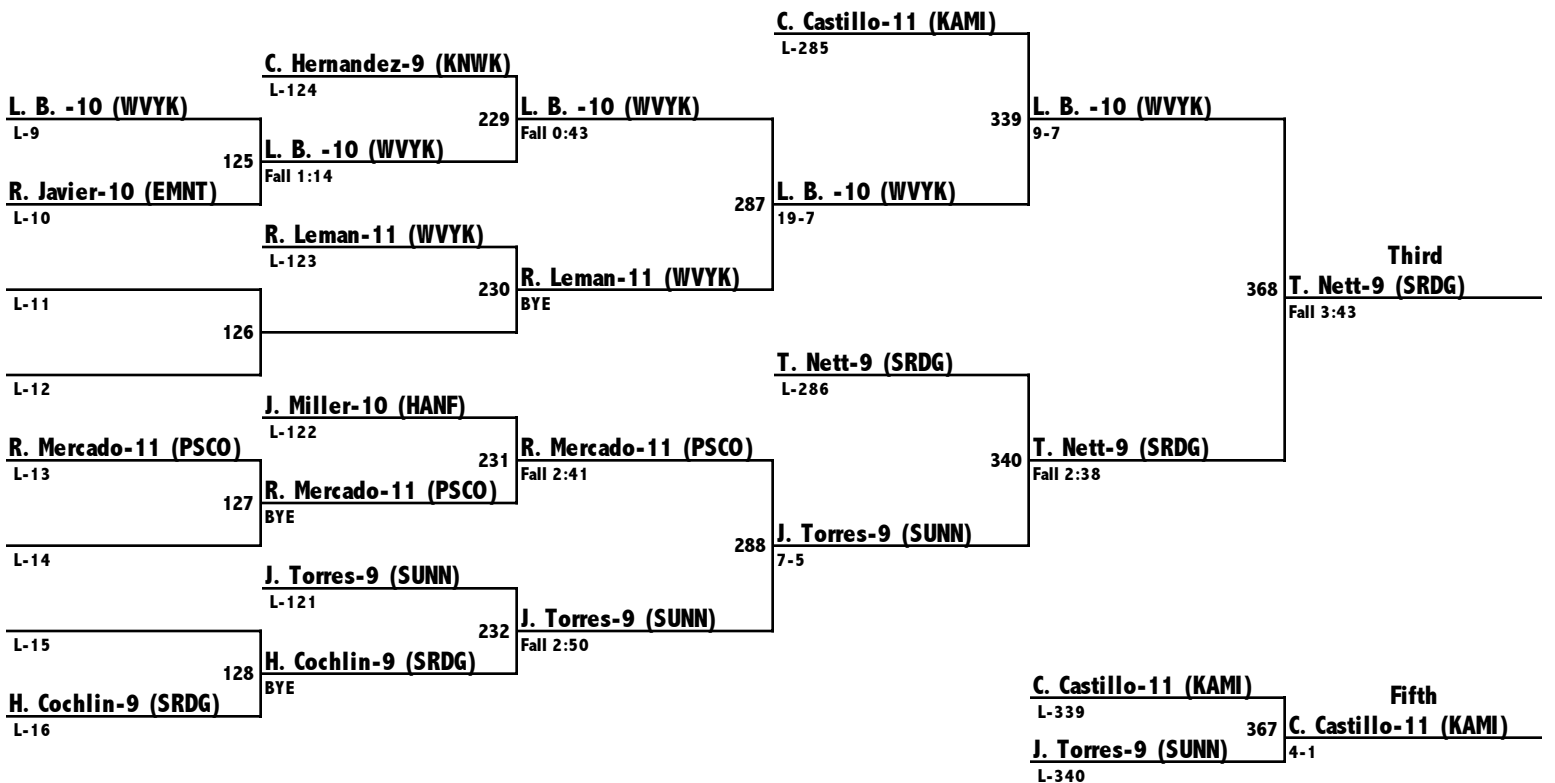 C. Castillo-11 (KAMI)
L-285
C. Hernandez-9 (KNWK)
L-124
L. B. -10 (WVYK)
L-9
229
L. B. -10 (WVYK)
Fall 0:43
339
L. B. -10 (WVYK)
9-7
125
L. B. -10 (WVYK)
Fall 1:14
R. Javier-10 (EMNT)
L-10
287
L. B. -10 (WVYK)
19-7
R. Leman-11 (WVYK)
L-123
Third
L-11
230
R. Leman-11 (WVYK)
BYE
368
T. Nett-9 (SRDG)
Fall 3:43
126
L-12
T. Nett-9 (SRDG)
L-286
J. Miller-10 (HANF)
L-122
R. Mercado-11 (PSCO)
L-13
231
R. Mercado-11 (PSCO)
Fall 2:41
340
T. Nett-9 (SRDG)
Fall 2:38
127
R. Mercado-11 (PSCO)
BYE
L-14
288
J. Torres-9 (SUNN)
7-5
J. Torres-9 (SUNN)
L-121
L-15
232
J. Torres-9 (SUNN)
Fall 2:50
128
H. Cochlin-9 (SRDG)
BYE
H. Cochlin-9 (SRDG)
L-16
C. Castillo-11 (KAMI)
L-339
Fifth
367
C. Castillo-11 (KAMI)
4-1
J. Torres-9 (SUNN)
L-340